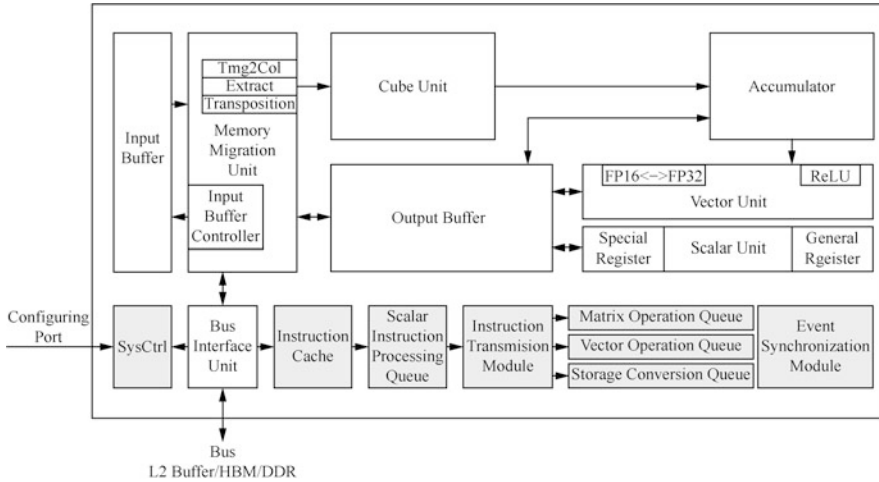 Tmg2Col
Extract
Transposition
Memory
Migration
Unit
Input
Buffer
Input
Buffer
Controller
Cube Unit
Accumulator
Output Buffer
FP16<->FP32
ReLU
Vector Unit
Special
Register
Scalar Unit
General
Rgeister
Configuring
Port
SysCtrl
Bus
Interface
Unit
Instruction
Cache
Scalar
Instruction
Processing
Queue
Instruction
Transmision
Module
Matrix Operation Queue
Vector Operation Queue
Storage Conversion Queue
Event
Synchronization
Module
Bus
L2 Buffer/HBM/DDR